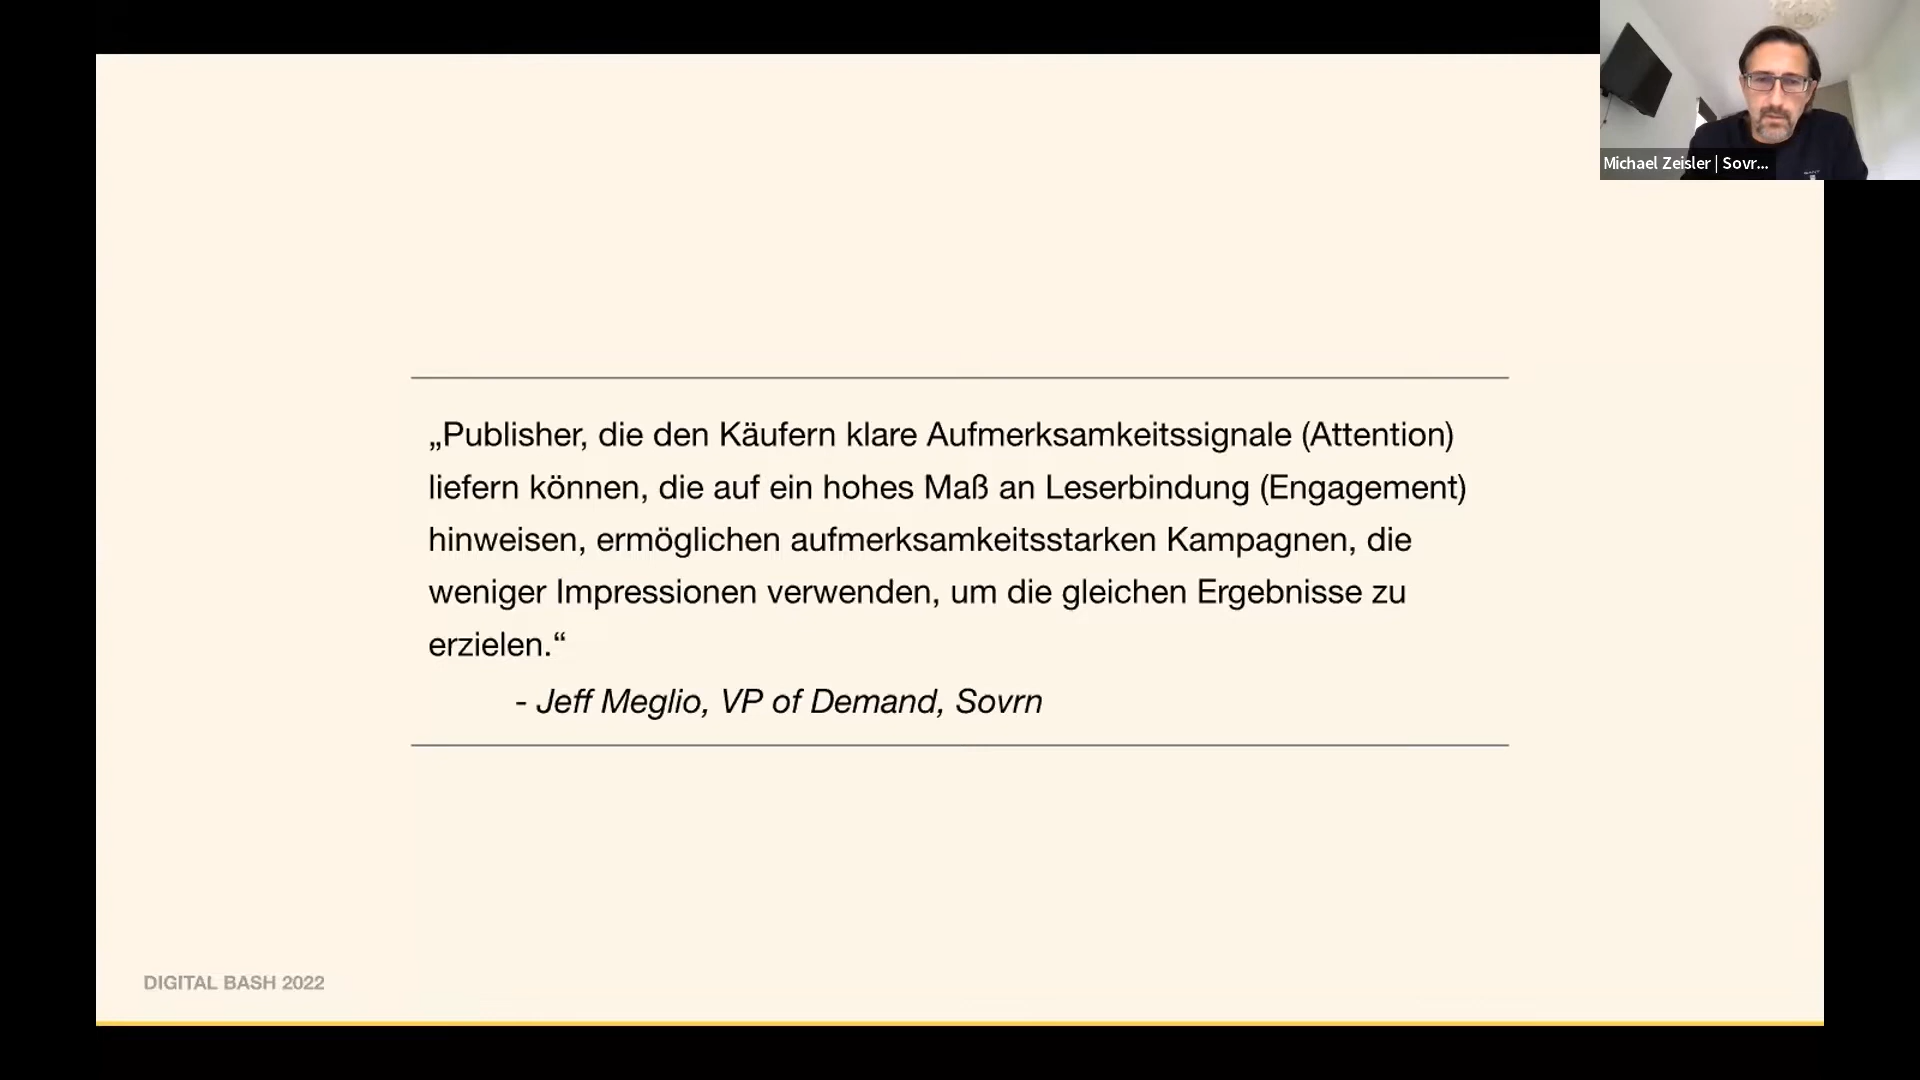 Michael Zeisler | Sovr...
„Publisher, die den Käufern klare Aufmerksamkeitssignale (Attention)
liefern können, die auf ein hohes Maß an Leserbindung (Engagement)
hinweisen, ermöglichen aufmerksamkeitsstarken Kampagnen, die
weniger Impressionen verwenden, um die gleichen Ergebnisse zu
erzielen.“
- Jeff Meglio, VP of Demand, Sovrn
DIGITAL BASH 2022